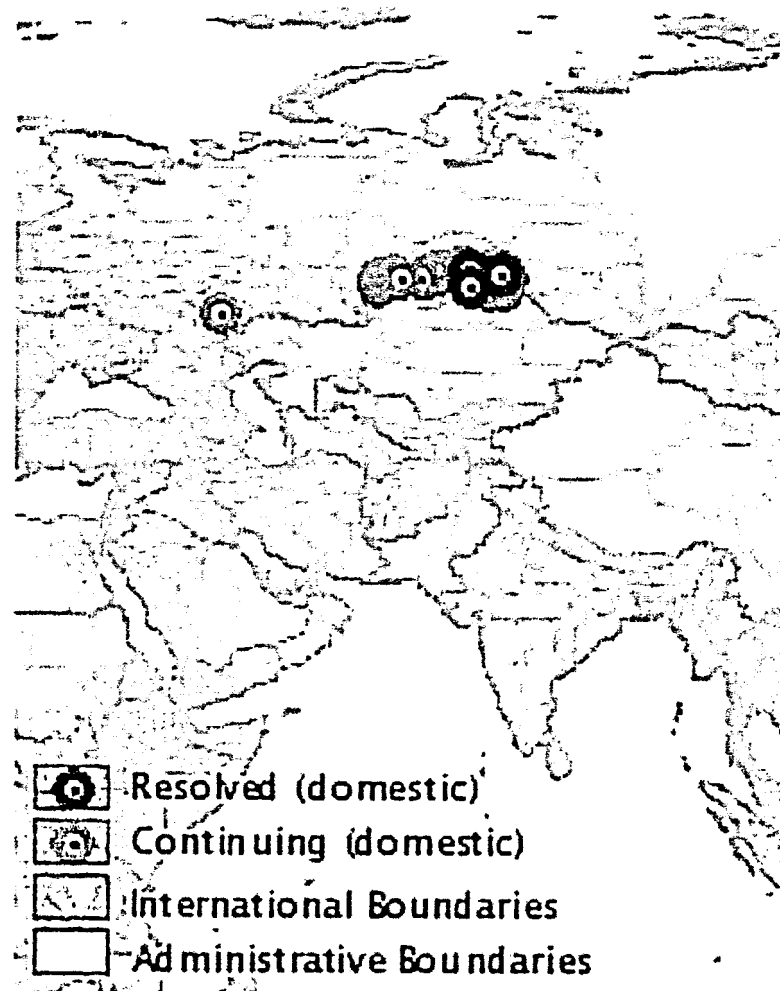 Resolved (domestic)
Continuing (domestic)
International Boundaries
Administrative Boundaries